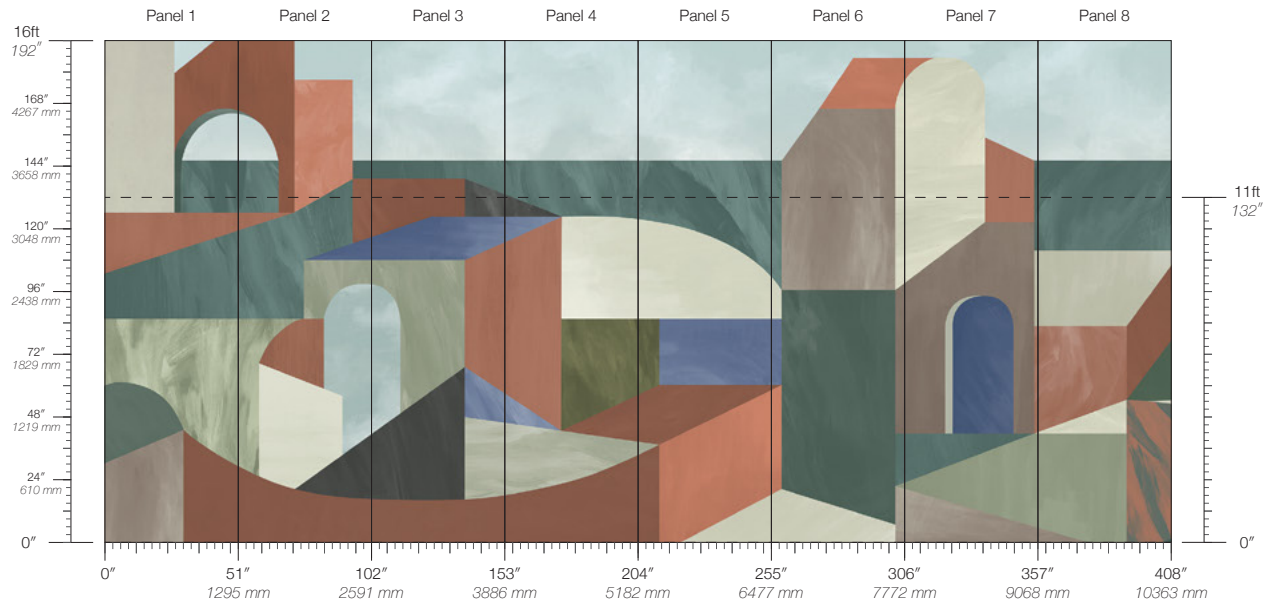 Panel 1 Panel 2 Panel 3 Panel 4 Panel 5 Panel 6 Panel 7 Panel 8
16ft
192″
168″
4267 mm
144″
3658 mm
11ft
132″
120″
3048 mm
96″
2438 mm
72″
1829 mm
48″
1219 mm
24″
610 mm
0″ 0″
0″ 51″ 102″ 153″ 204″ 255″ 306″ 357″ 408″
1295 mm 2591 mm 3886 mm 5182 mm 6477 mm 7772 mm 9068 mm 10363 mm